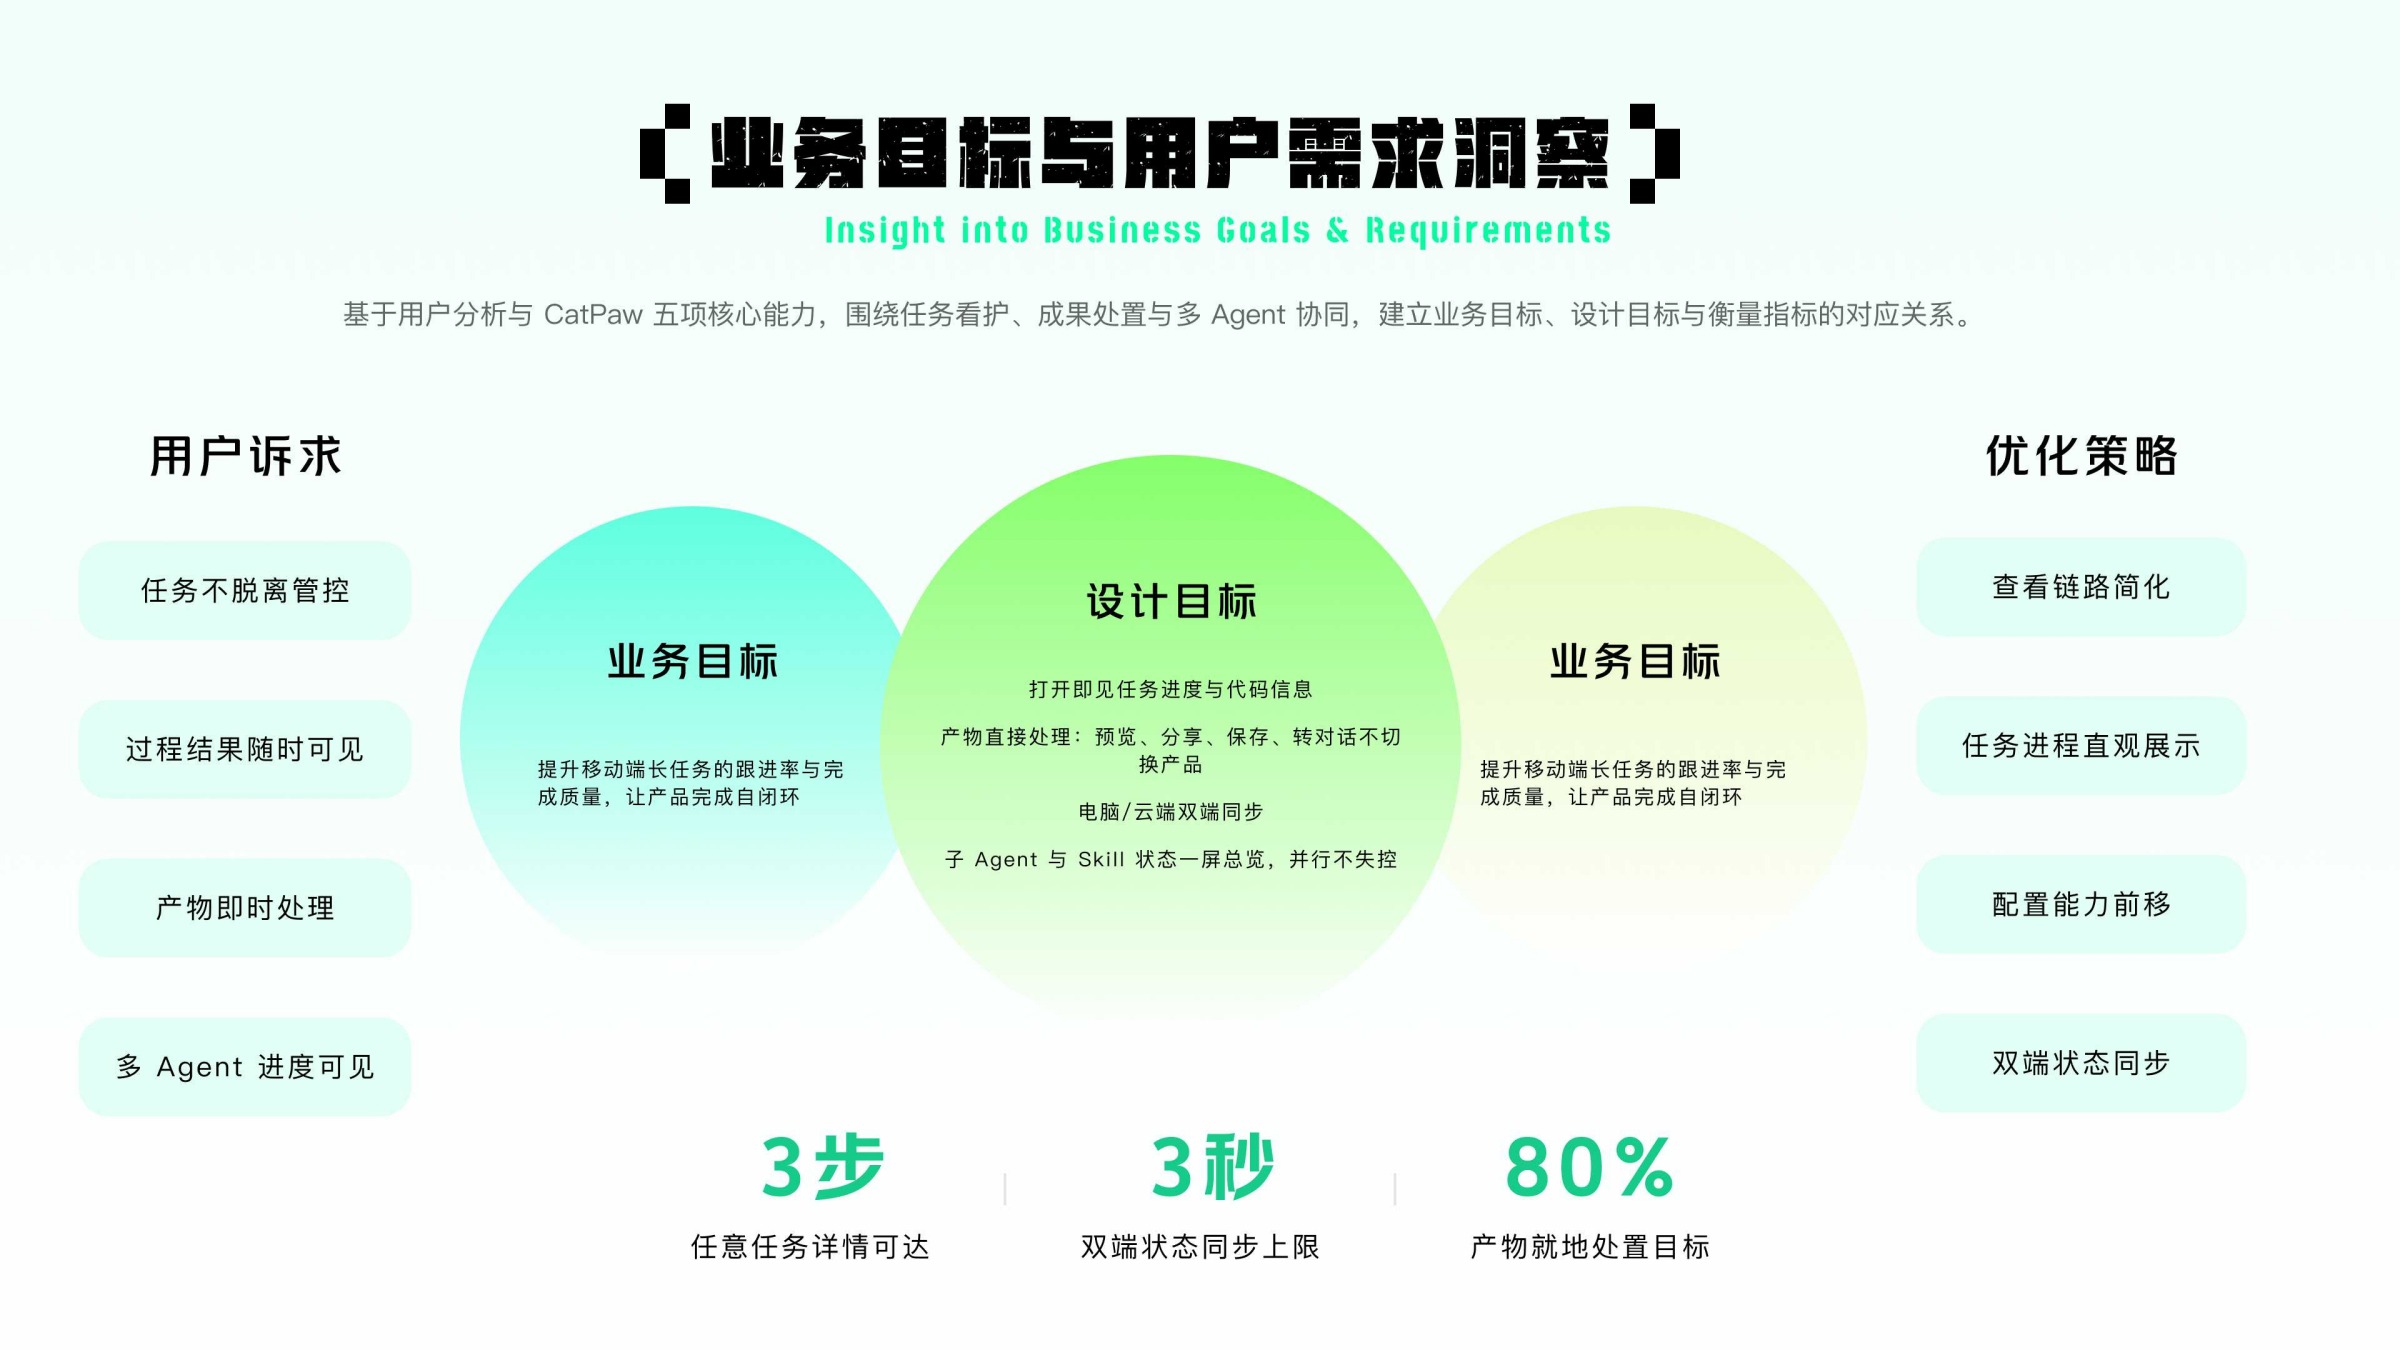 业务目标与用户需求洞察
Insight into Business Goals & Requirements
基于用户分析与 CatPaw 五项核心能力，围绕任务看护、成果处置与多 Agent 协同，建立业务目标、设计目标与衡量指标的对应关系。
用户诉求
任务不脱离管控
过程结果随时可见
产物即时处理
多 Agent 进度可见
业务目标
提升移动端长任务的跟进率与完
成质量，让产品完成自闭环
设计目标
打开即见任务进度与代码信息
产物直接处理：预览、分享、保存、转对话不切
换产品
电脑/云端双端同步
子 Agent 与 Skill 状态一屏总览，并行不失控
业务目标
提升移动端长任务的跟进率与完
成质量，让产品完成自闭环
优化策略
查看链路简化
任务进程直观展示
配置能力前移
双端状态同步
3步
任意任务详情可达
3秒
双端状态同步上限
80%
产物就地处置目标